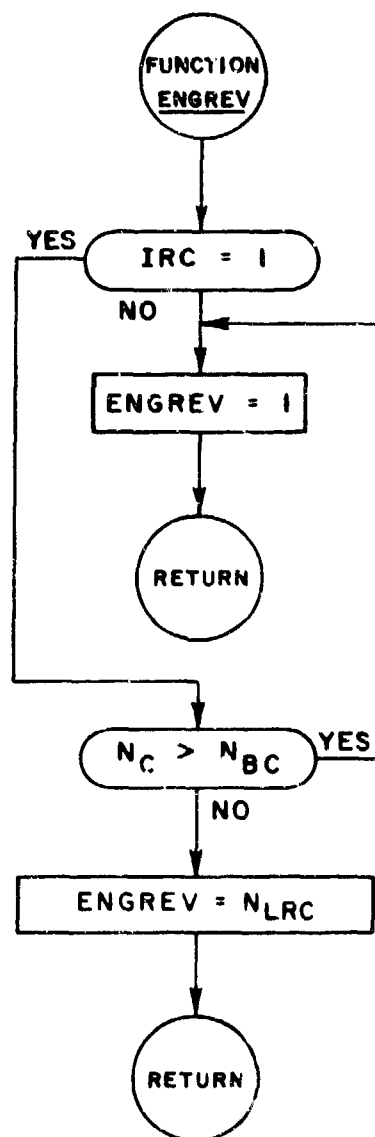 FUNCTION
ENGREV
YES
IRC = 1
NO
ENGREV = 1
RETURN
N_C > N_BC
YES
NO
ENGREV = N_LRC
RETURN